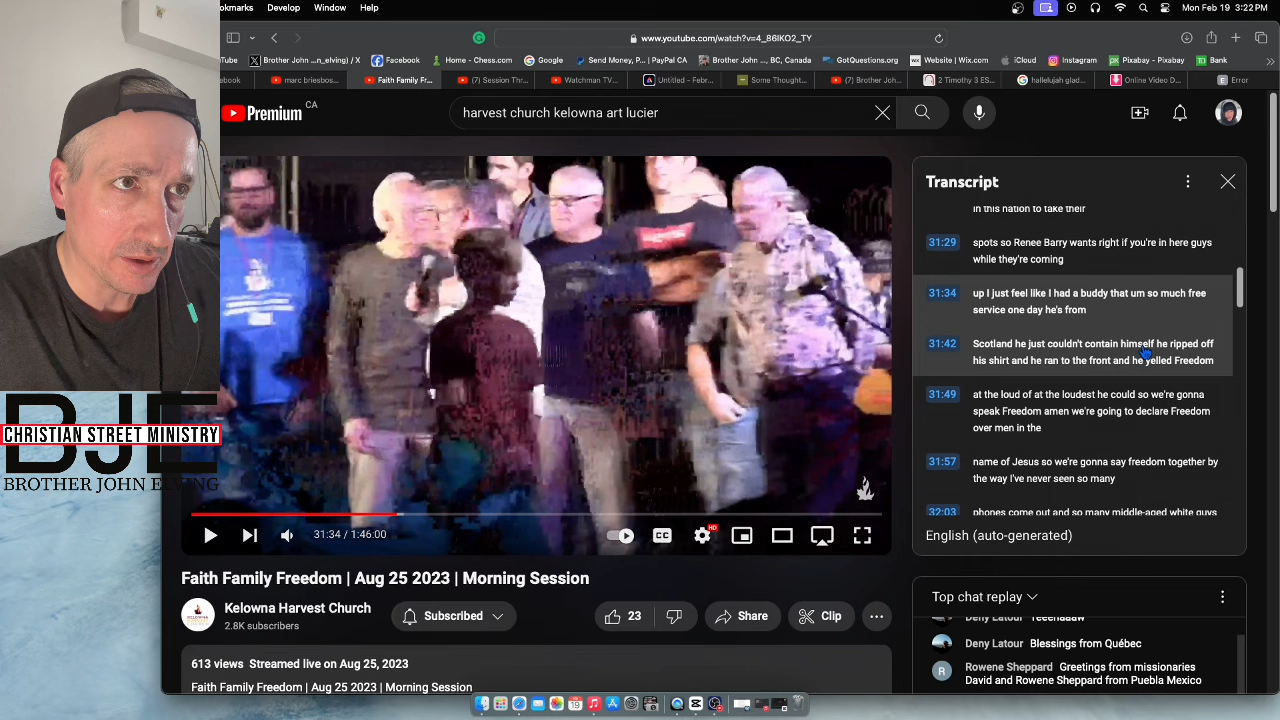 okmarks Develop Window Help
Mon Feb 19 3:22 PM
www.youtube.com/watch?v=4_86IKO2_TY
Tube Brother John ...n_elving) / X Facebook Home - Chess.com Google Send Money, P... | PayPal CA Brother John ..., BC, Canada GotQuestions.org Website | Wix.com iCloud Instagram Pixabay - Pixabay TD Bank
ebook marc briesbos... Faith Family Fr... (7) Session Thr... Watchman TV... Untitled - Febr... Some Thought... (7) Brother Joh... 2 Timothy 3 ES... hallelujah glad... Online Video D... Error
Premium CA
harvest church kelowna art lucier
Transcript
in this nation to take their
31:29 spots so Renee Barry wants right if you're in here guys
while they're coming
31:34 up I just feel like I had a buddy that um so much free
service one day he's from
31:42 Scotland he just couldn't contain himself he ripped off
his shirt and he ran to the front and he yelled Freedom
31:49 at the loud of at the loudest he could so we're gonna
speak Freedom amen we're going to declare Freedom
over men in the
31:57 name of Jesus so we're gonna say freedom together by
the way I've never seen so many
32:03 phones come out and so many middle-aged white guys
English (auto-generated)
31:34 / 1:46:00
CC
HD
Faith Family Freedom | Aug 25 2023 | Morning Session
Kelowna Harvest Church
2.8K subscribers
Subscribed
23
Share
Clip
613 views Streamed live on Aug 25, 2023
Faith Family Freedom | Aug 25 2023 | Morning Session
Top chat replay
Deny Latour Yeeehaaaw
Deny Latour Blessings from Québec
R Rowene Sheppard Greetings from missionaries
David and Rowene Sheppard from Puebla Mexico
BJE
CHRISTIAN STREET MINISTRY
BROTHER JOHN ELVING